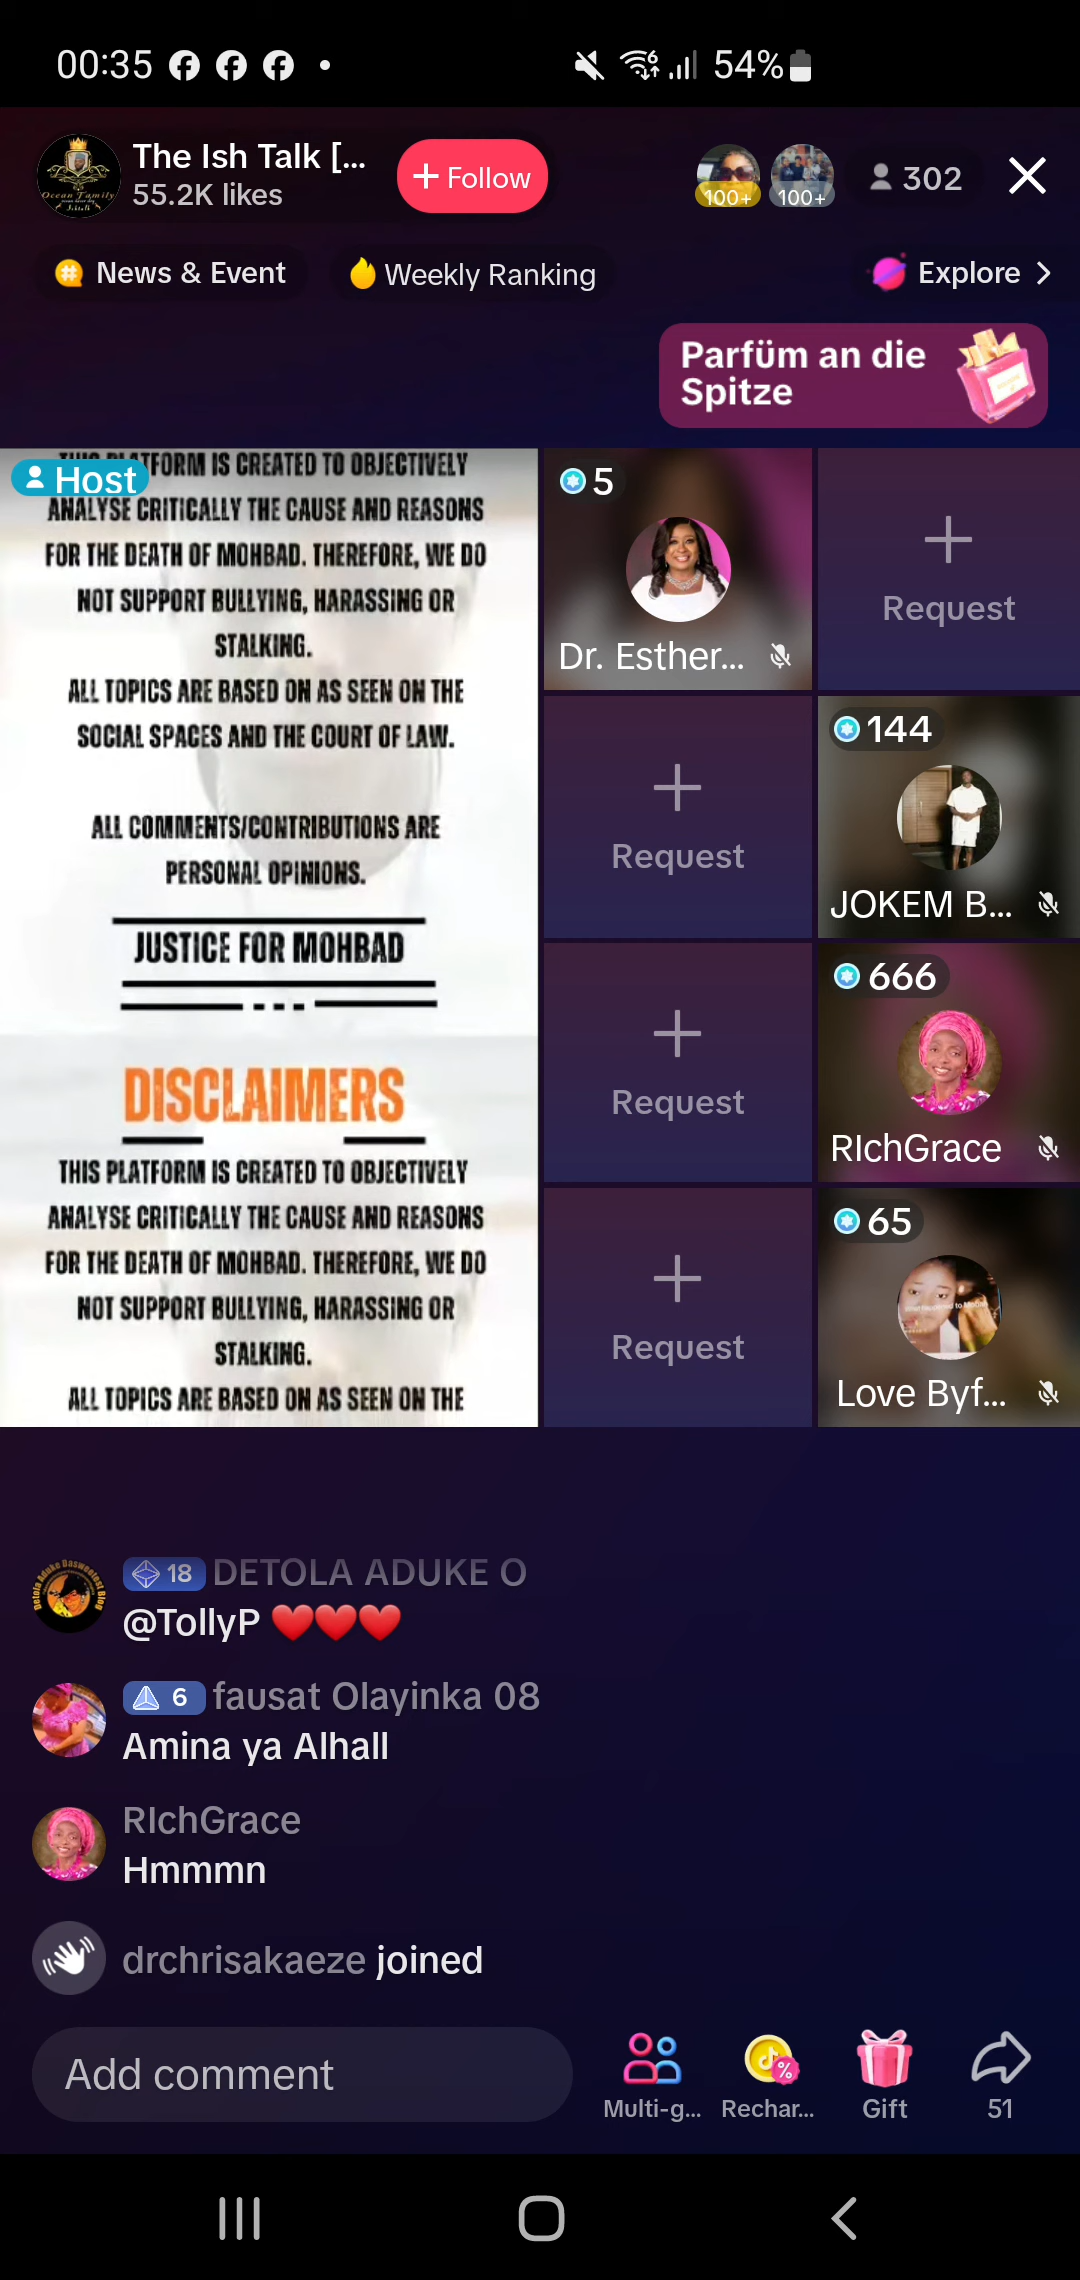 00:35
54%
The Ish Talk [...
55.2K likes
+ Follow
100+
100+
302
News & Event
Weekly Ranking
Explore
Parfüm an die
Spitze
Host
THIS PLATFORM IS CREATED TO OBJECTIVELY
ANALYSE CRITICALLY THE CAUSE AND REASONS
FOR THE DEATH OF MOHBAD. THEREFORE, WE DO
NOT SUPPORT BULLYING, HARASSING OR
STALKING.
ALL TOPICS ARE BASED ON AS SEEN ON THE
SOCIAL SPACES AND THE COURT OF LAW.
ALL COMMENTS/CONTRIBUTIONS ARE
PERSONAL OPINIONS.
JUSTICE FOR MOHBAD
DISCLAIMERS
THIS PLATFORM IS CREATED TO OBJECTIVELY
ANALYSE CRITICALLY THE CAUSE AND REASONS
FOR THE DEATH OF MOHBAD. THEREFORE, WE DO
NOT SUPPORT BULLYING, HARASSING OR
STALKING.
ALL TOPICS ARE BASED ON AS SEEN ON THE
5
Dr. Esther...
Request
Request
144
JOKEM B...
Request
666
RIchGrace
Request
65
Love Byf...
18 DETOLA ADUKE O
@TollyP ❤️❤️❤️
6 fausat Olayinka 08
Amina ya Alhall
RIchGrace
Hmmmn
drchrisakaeze joined
Add comment
Multi-g...
Rechar...
Gift
51